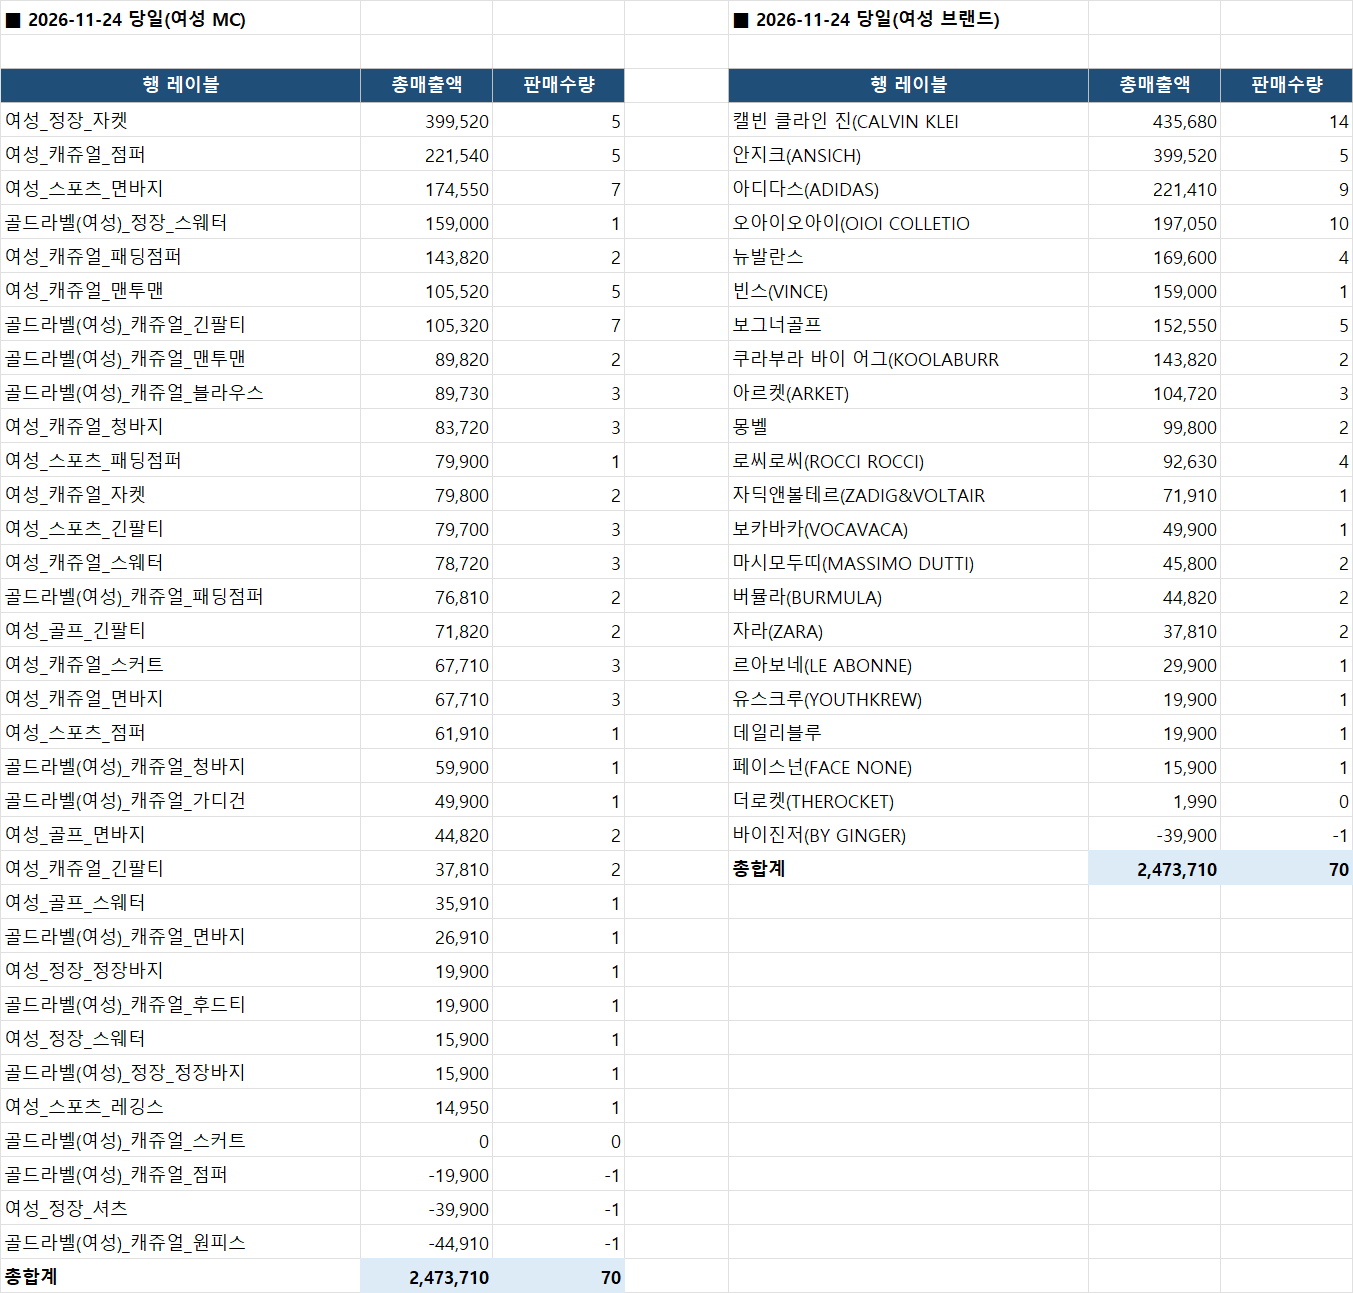 ■ 2026-11-24 당일(여성 MC)
행 레이블 총매출액 판매수량
여성_정장_자켓 399,520 5
여성_캐쥬얼_점퍼 221,540 5
여성_스포츠_면바지 174,550 7
골드라벨(여성)_정장_스웨터 159,000 1
여성_캐쥬얼_패딩점퍼 143,820 2
여성_캐쥬얼_맨투맨 105,520 5
골드라벨(여성)_캐쥬얼_긴팔티 105,320 7
골드라벨(여성)_캐쥬얼_맨투맨 89,820 2
골드라벨(여성)_캐쥬얼_블라우스 89,730 3
여성_캐쥬얼_청바지 83,720 3
여성_스포츠_패딩점퍼 79,900 1
여성_캐쥬얼_자켓 79,800 2
여성_스포츠_긴팔티 79,700 3
여성_캐쥬얼_스웨터 78,720 3
골드라벨(여성)_캐쥬얼_패딩점퍼 76,810 2
여성_골프_긴팔티 71,820 2
여성_캐쥬얼_스커트 67,710 3
여성_캐쥬얼_면바지 67,710 3
여성_스포츠_점퍼 61,910 1
골드라벨(여성)_캐쥬얼_청바지 59,900 1
골드라벨(여성)_캐쥬얼_가디건 49,900 1
여성_골프_면바지 44,820 2
여성_캐쥬얼_긴팔티 37,810 2
여성_골프_스웨터 35,910 1
골드라벨(여성)_캐쥬얼_면바지 26,910 1
여성_정장_정장바지 19,900 1
골드라벨(여성)_캐쥬얼_후드티 19,900 1
여성_정장_스웨터 15,900 1
골드라벨(여성)_정장_정장바지 15,900 1
여성_스포츠_레깅스 14,950 1
골드라벨(여성)_캐쥬얼_스커트 0 0
골드라벨(여성)_캐쥬얼_점퍼 -19,900 -1
여성_정장_셔츠 -39,900 -1
골드라벨(여성)_캐쥬얼_원피스 -44,910 -1
총합계 2,473,710 70
■ 2026-11-24 당일(여성 브랜드)
행 레이블 총매출액 판매수량
캘빈 클라인 진(CALVIN KLEI 435,680 14
안지크(ANSICH) 399,520 5
아디다스(ADIDAS) 221,410 9
오아이오아이(OIOI COLLETIO 197,050 10
뉴발란스 169,600 4
빈스(VINCE) 159,000 1
보그너골프 152,550 5
쿠라부라 바이 어그(KOOLABURR 143,820 2
아르켓(ARKET) 104,720 3
몽벨 99,800 2
로씨로씨(ROCCI ROCCI) 92,630 4
자딕앤볼테르(ZADIG&VOLTAIR 71,910 1
보카바카(VOCAVACA) 49,900 1
마시모두띠(MASSIMO DUTTI) 45,800 2
버뮬라(BURMULA) 44,820 2
자라(ZARA) 37,810 2
르아보네(LE ABONNE) 29,900 1
유스크루(YOUTHKREW) 19,900 1
데일리블루 19,900 1
페이스넌(FACE NONE) 15,900 1
더로켓(THEROCKET) 1,990 0
바이진저(BY GINGER) -39,900 -1
총합계 2,473,710 70